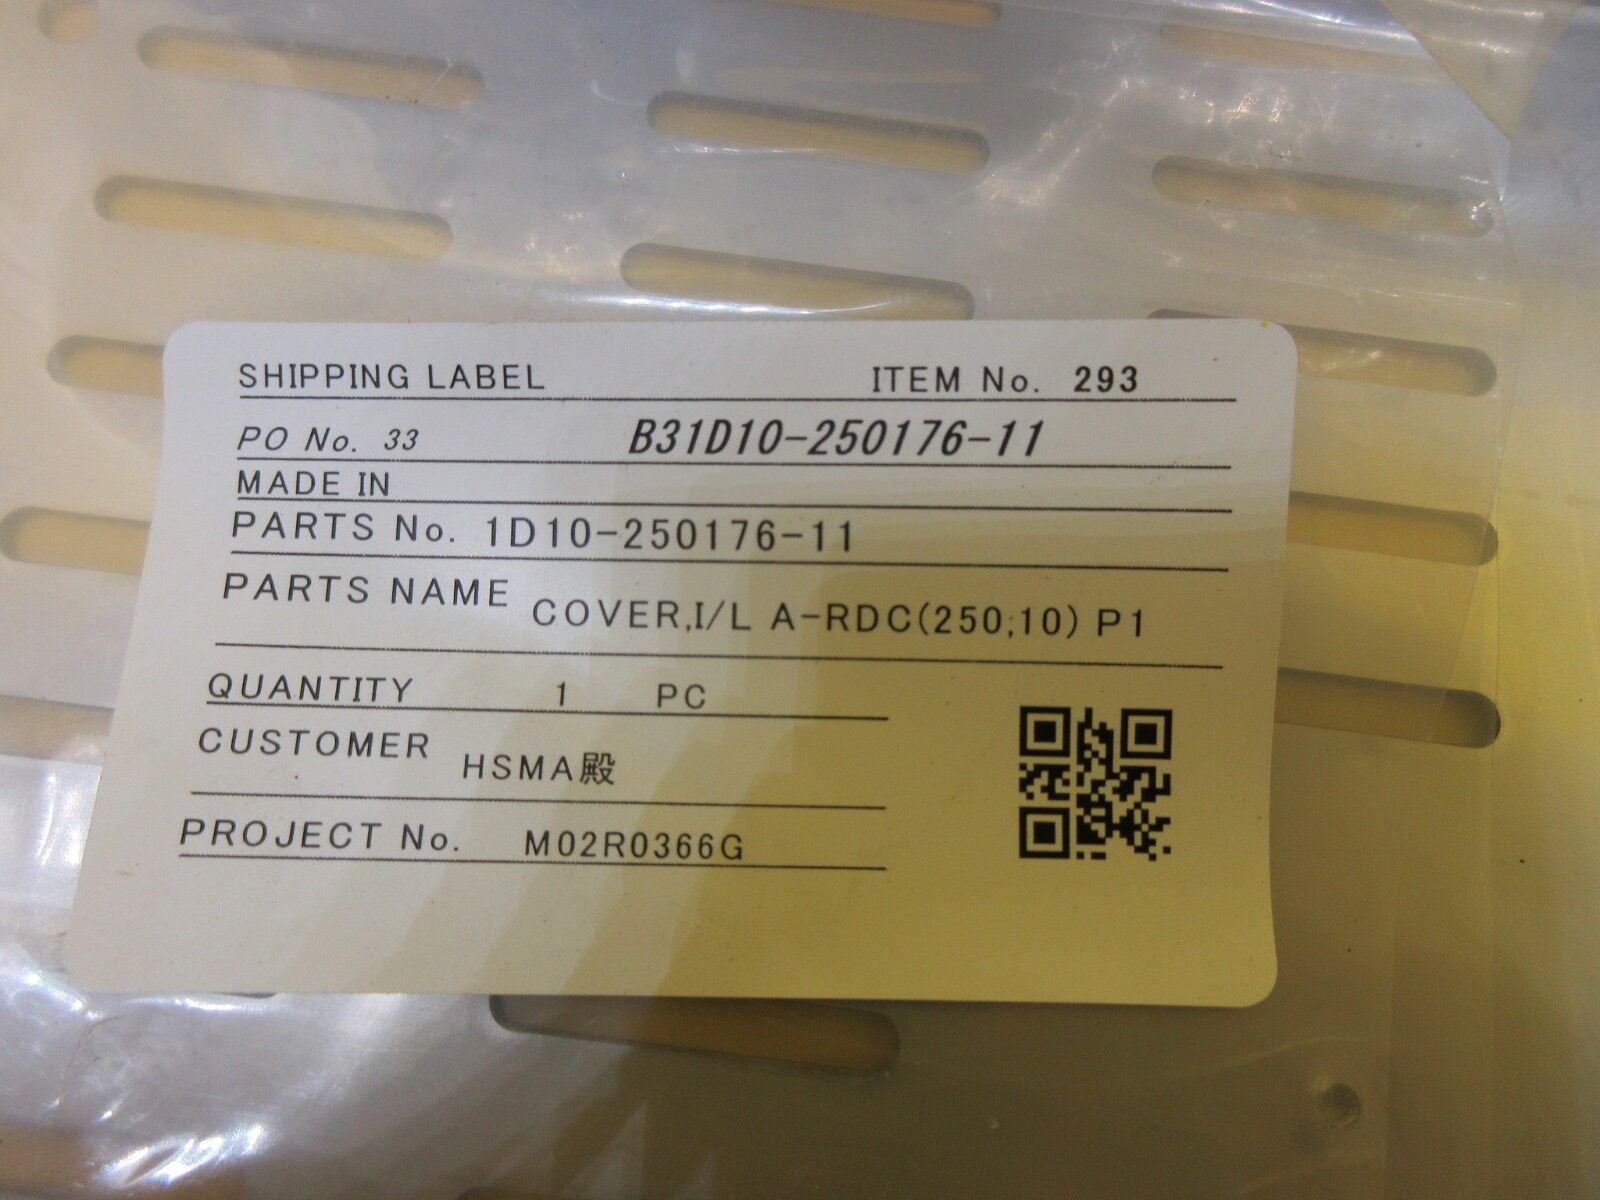 SHIPPING LABEL ITEM No. 293
PO No. 33 B31D10-250176-11
MADE IN
PARTS No. 1D10-250176-11
PARTS NAME COVER,I/L A-RDC(250;10) P1
QUANTITY 1 PC
CUSTOMER HSMA殿
PROJECT No. M02R0366G